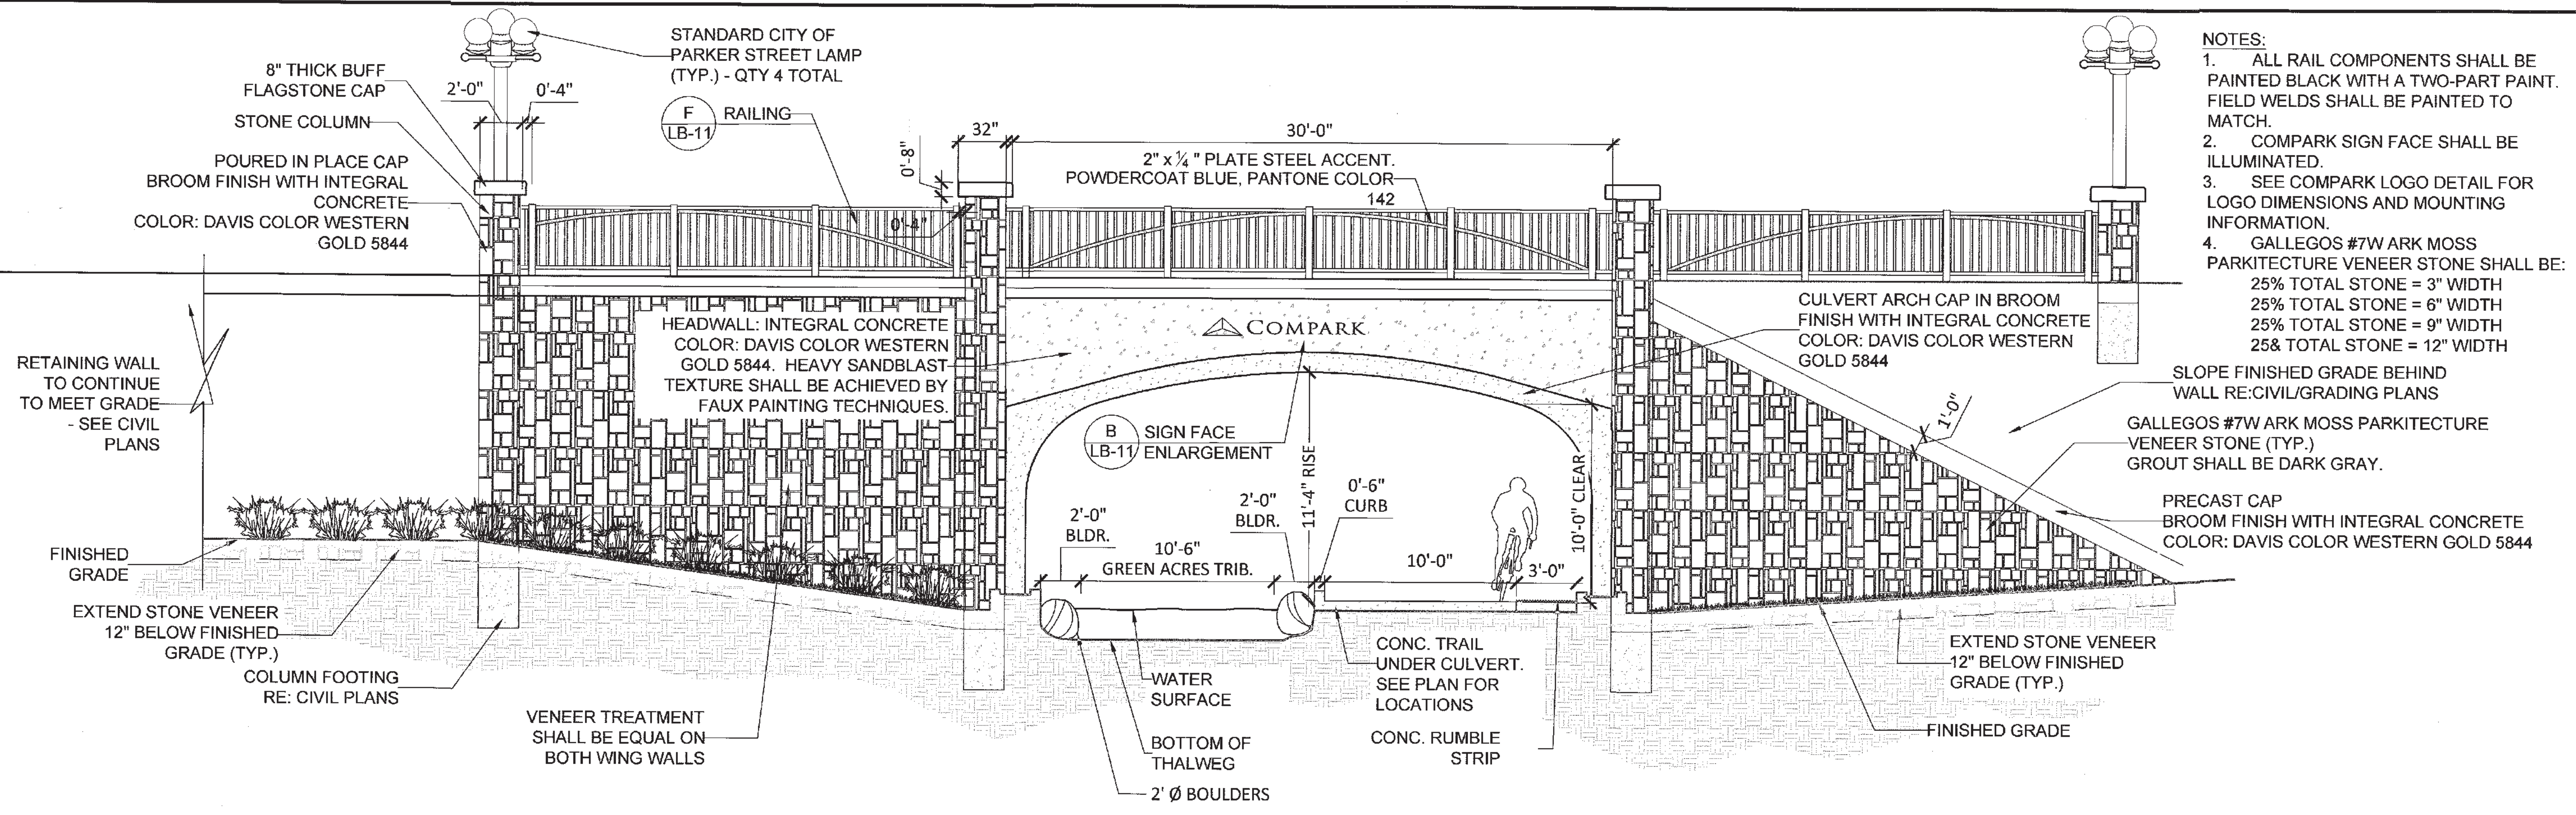 STANDARD CITY OF
PARKER STREET LAMP
(TYP.) - QTY 4 TOTAL
8" THICK BUFF
FLAGSTONE CAP
2'-0"
0'-4"
STONE COLUMN
POURED IN PLACE CAP
BROOM FINISH WITH INTEGRAL
CONCRETE
COLOR: DAVIS COLOR WESTERN
GOLD 5844
F
LB-11
RAILING
0'-8"
32"
30'-0"
2" x 1/4" PLATE STEEL ACCENT.
POWDERCOAT BLUE, PANTONE COLOR
142
0'-4"
NOTES:
1. ALL RAIL COMPONENTS SHALL BE
PAINTED BLACK WITH A TWO-PART PAINT.
FIELD WELDS SHALL BE PAINTED TO
MATCH.
2. COMPARK SIGN FACE SHALL BE
ILLUMINATED.
3. SEE COMPARK LOGO DETAIL FOR
LOGO DIMENSIONS AND MOUNTING
INFORMATION.
4. GALLEGOS #7W ARK MOSS
PARKITECTURE VENEER STONE SHALL BE:
25% TOTAL STONE = 3" WIDTH
25% TOTAL STONE = 6" WIDTH
25% TOTAL STONE = 9" WIDTH
25& TOTAL STONE = 12" WIDTH
RETAINING WALL
TO CONTINUE
TO MEET GRADE
- SEE CIVIL
PLANS
HEADWALL: INTEGRAL CONCRETE
COLOR: DAVIS COLOR WESTERN
GOLD 5844. HEAVY SANDBLAST
TEXTURE SHALL BE ACHIEVED BY
FAUX PAINTING TECHNIQUES.
COMPARK
CULVERT ARCH CAP IN BROOM
FINISH WITH INTEGRAL CONCRETE
COLOR: DAVIS COLOR WESTERN
GOLD 5844
B
LB-11
SIGN FACE
ENLARGEMENT
11'-4" RISE
10'-0" CLEAR
1'-0"
SLOPE FINISHED GRADE BEHIND
WALL RE:CIVIL/GRADING PLANS
GALLEGOS #7W ARK MOSS PARKITECTURE
VENEER STONE (TYP.)
GROUT SHALL BE DARK GRAY.
PRECAST CAP
BROOM FINISH WITH INTEGRAL CONCRETE
COLOR: DAVIS COLOR WESTERN GOLD 5844
2'-0"
BLDR.
10'-6"
GREEN ACRES TRIB.
2'-0"
BLDR.
0'-6"
CURB
10'-0"
3'-0"
FINISHED
GRADE
EXTEND STONE VENEER
12" BELOW FINISHED
GRADE (TYP.)
COLUMN FOOTING
RE: CIVIL PLANS
VENEER TREATMENT
SHALL BE EQUAL ON
BOTH WING WALLS
WATER
SURFACE
BOTTOM OF
THALWEG
2' Ø BOULDERS
CONC. TRAIL
UNDER CULVERT.
SEE PLAN FOR
LOCATIONS
CONC. RUMBLE
STRIP
EXTEND STONE VENEER
12" BELOW FINISHED
GRADE (TYP.)
FINISHED GRADE